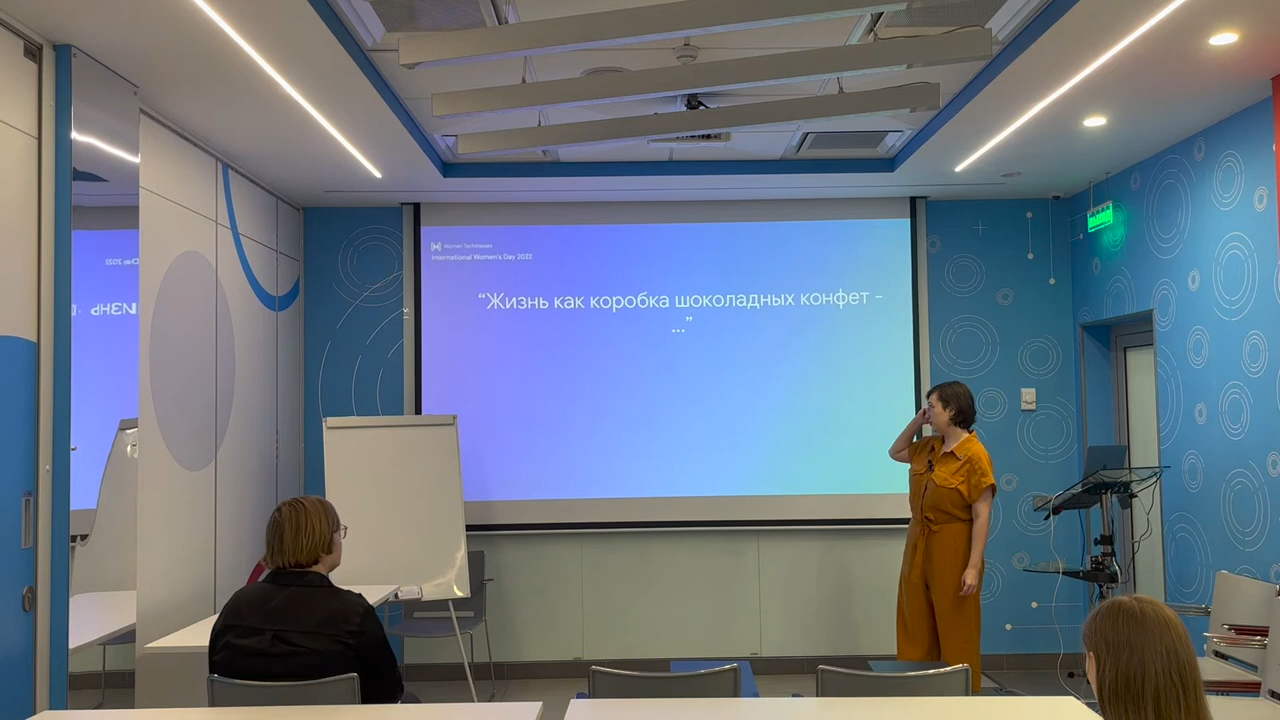 Women Techmakers
International Women's Day 2022
“Жизнь как коробка шоколадных конфет -
...”